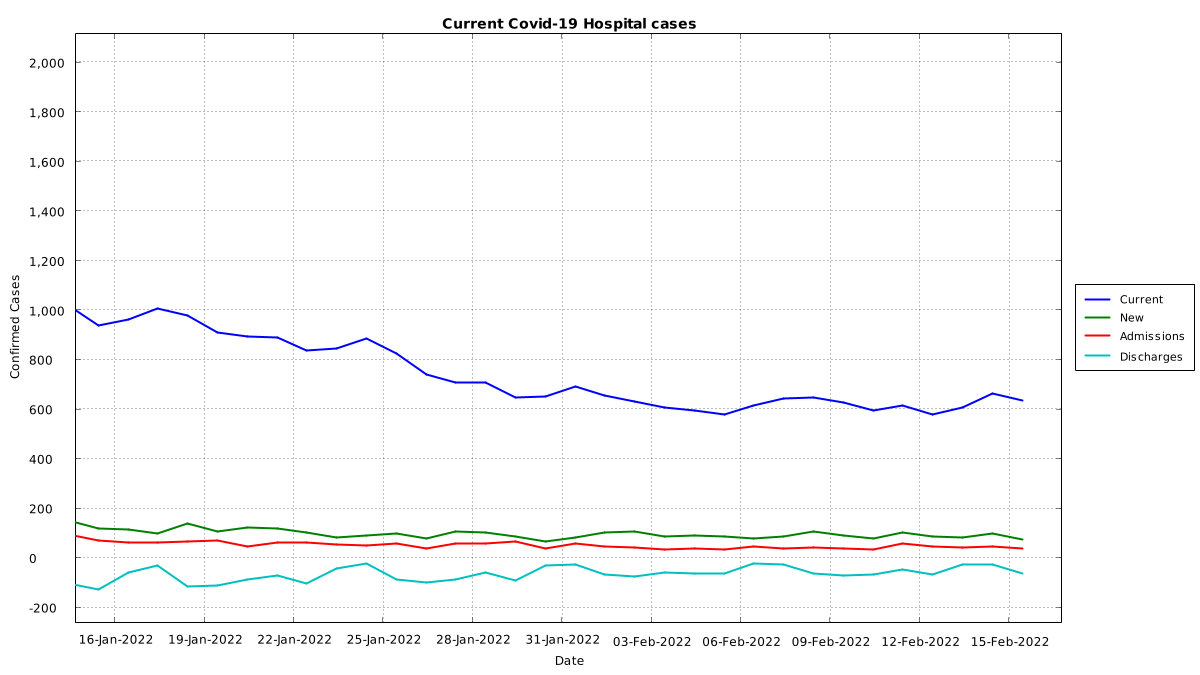 Current Covid-19 Hospital cases
2,000
1,800
1,600
1,400
1,200
1,000
800
600
400
200
0
-200
Confirmed Cases
16-Jan-2022
19-Jan-2022
22-Jan-2022
25-Jan-2022
28-Jan-2022
31-Jan-2022
03-Feb-2022
06-Feb-2022
09-Feb-2022
12-Feb-2022
15-Feb-2022
Date
Current
New
Admissions
Discharges